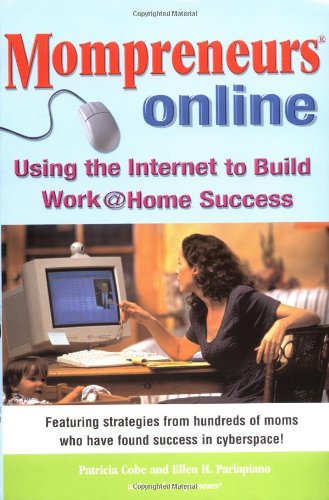 Mompreneurs®
online
Using the Internet to Build
Work@Home Success
Featuring strategies from hundreds of moms
who have found success in cyberspace!
Patricia Cobe and Ellen H. Parlapiano